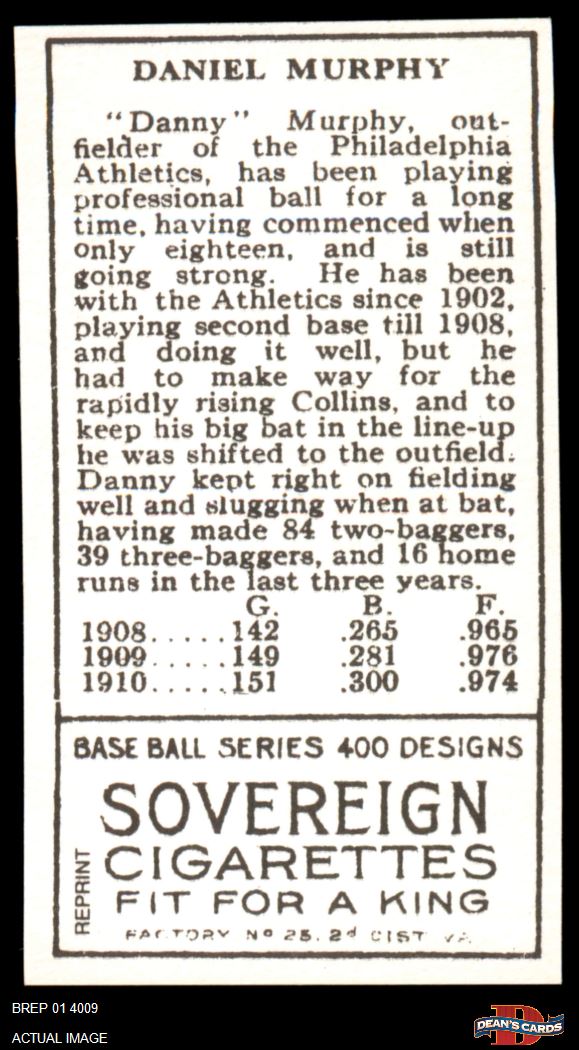 DANIEL MURPHY
"Danny" Murphy, out-
fielder of the Philadelphia
Athletics, has been playing
professional ball for a long
time, having commenced when
only eighteen, and is still
going strong. He has been
with the Athletics since 1902,
playing second base till 1908,
and doing it well, but he
had to make way for the
rapidly rising Collins, and to
keep his big bat in the line-up
he was shifted to the outfield.
Danny kept right on fielding
well and slugging when at bat,
having made 84 two-baggers,
39 three-baggers, and 16 home
runs in the last three years.
G. B. F.
1908.....142 .265 .965
1909.....149 .281 .976
1910.....151 .300 .974
BASE BALL SERIES 400 DESIGNS
SOVEREIGN
CIGARETTES
FIT FOR A KING
FACTORY Nº 25. 2d DIST VA.
REPRINT
BREP 01 4009
ACTUAL IMAGE
D
DEAN'S CARDS